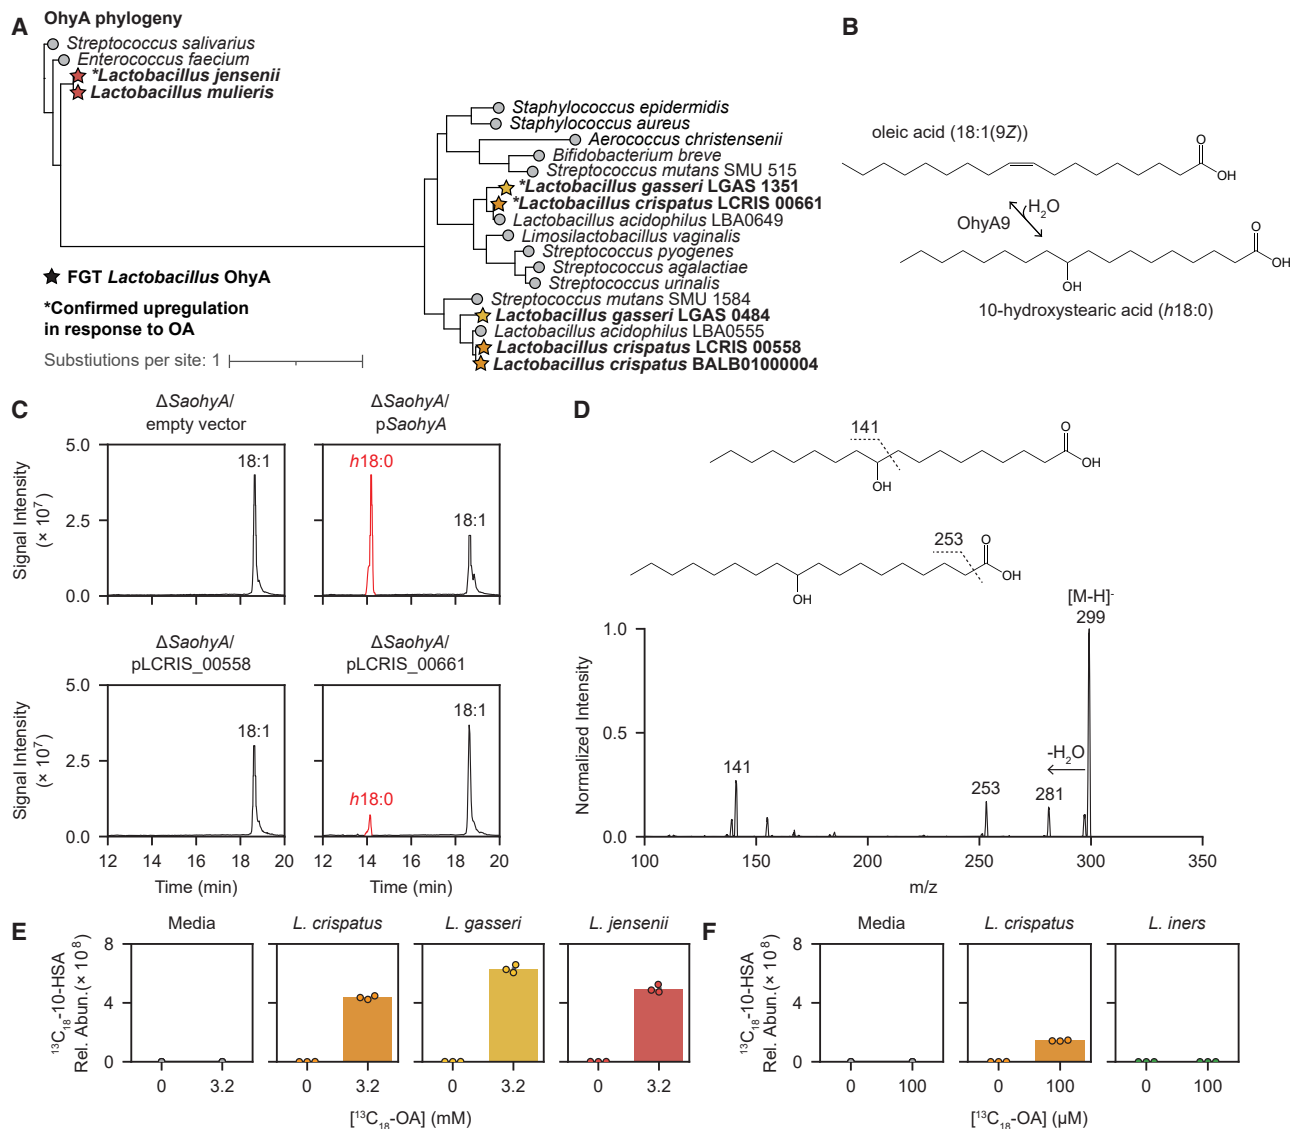 A
OhyA phylogeny
Streptococcus salivarius
Enterococcus faecium
*Lactobacillus jensenii
Lactobacillus mulieris
Staphylococcus epidermidis
Staphylococcus aureus
Aerococcus christensenii
Bifidobacterium breve
Streptococcus mutans SMU 515
*Lactobacillus gasseri LGAS 1351
*Lactobacillus crispatus LCRIS 00661
Lactobacillus acidophilus LBA0649
Limosilactobacillus vaginalis
Streptococcus pyogenes
Streptococcus agalactiae
Streptococcus urinalis
Streptococcus mutans SMU 1584
Lactobacillus gasseri LGAS 0484
Lactobacillus acidophilus LBA0555
Lactobacillus crispatus LCRIS 00558
Lactobacillus crispatus BALB01000004
FGT Lactobacillus OhyA
*Confirmed upregulation
in response to OA
Substiutions per site: 1
B
oleic acid (18:1(9Z))
O
OH
H₂O
OhyA9
O
OH
OH
10-hydroxystearic acid (h18:0)
C
ΔSaohyA/
empty vector
ΔSaohyA/
pSaohyA
Signal Intensity
(× 10⁷)
5.0
2.5
0.0
18:1
12 14 16 18 20
h18:0
18:1
12 14 16 18 20
ΔSaohyA/
pLCRIS_00558
ΔSaohyA/
pLCRIS_00661
Signal Intensity
(× 10⁷)
5.0
2.5
0.0
18:1
12 14 16 18 20
Time (min)
h18:0
18:1
12 14 16 18 20
Time (min)
D
141
O
OH
OH
253
O
OH
OH
[M-H]⁻
299
-H₂O
281
253
141
Normalized Intensity
1.0
0.5
0.0
100 150 200 250 300 350
m/z
E
Media
L. crispatus
L. gasseri
L. jensenii
¹³C₁₈-10-HSA
Rel. Abun.(× 10⁸)
8
4
0
0 3.2
0 3.2
0 3.2
0 3.2
[¹³C₁₈-OA] (mM)
F
Media
L. crispatus
L. iners
¹³C₁₈-10-HSA
Rel. Abun.(× 10⁸)
8
4
0
0 100
0 100
0 100
[¹³C₁₈-OA] (µM)